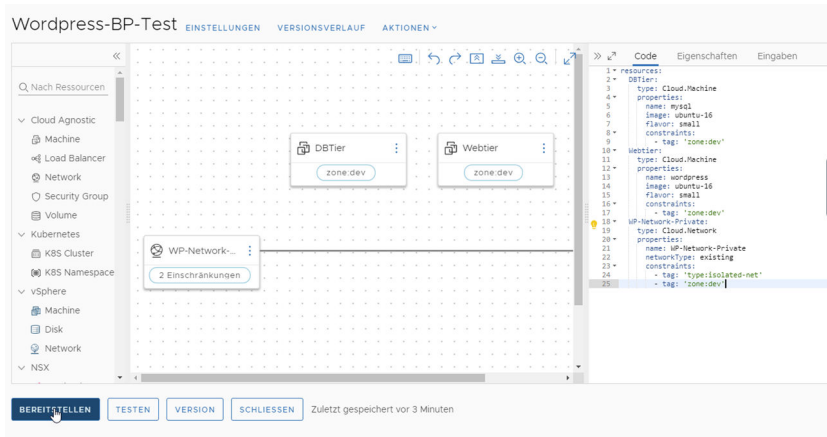 Wordpress-BP-Test EINSTELLUNGEN VERSIONSVERLAUF AKTIONEN
Nach Ressourcen
Cloud Agnostic
Machine
Load Balancer
Network
Security Group
Volume
Kubernetes
K8S Cluster
K8S Namespace
vSphere
Machine
Disk
Network
NSX
DBTier
zone:dev
Webtier
zone:dev
WP-Network-...
2 Einschränkungen
Code Eigenschaften Eingaben
1 resources:
2 DBTier:
3 type: Cloud.Machine
4 properties:
5 name: mysql
6 image: ubuntu-16
7 flavor: small
8 constraints:
9 - tag: 'zone:dev'
10 Webtier:
11 type: Cloud.Machine
12 properties:
13 name: wordpress
14 image: ubuntu-16
15 flavor: small
16 constraints:
17 - tag: 'zone:dev'
18 WP-Network-Private:
19 type: Cloud.Network
20 properties:
21 name: WP-Network-Private
22 networkType: existing
23 constraints:
24 - tag: 'type:isolated-net'
25 - tag: 'zone:dev'
BEREITSTELLEN TESTEN VERSION SCHLIESSEN Zuletzt gespeichert vor 3 Minuten